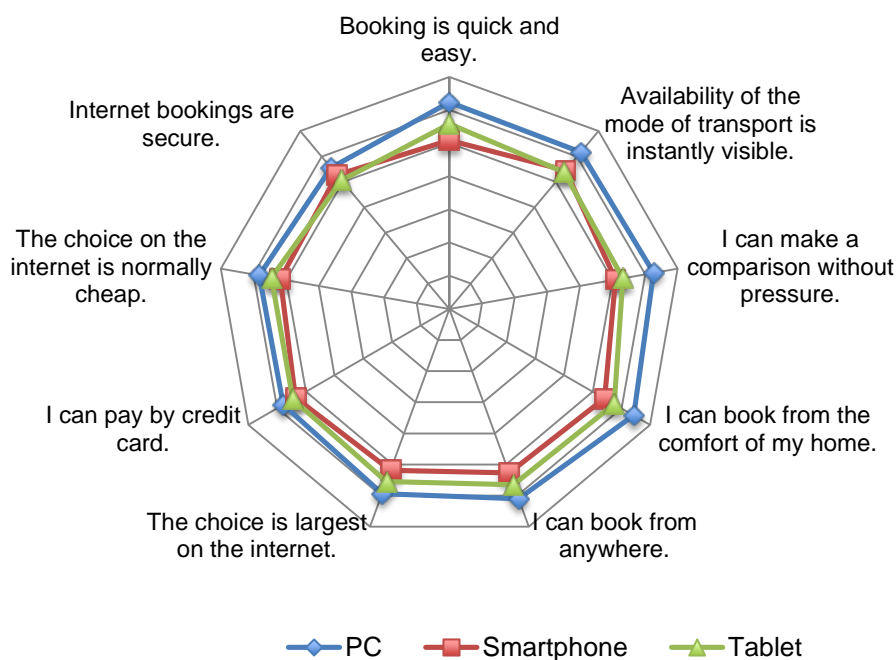 Booking is quick and
easy.
Availability of the
mode of transport is
instantly visible.
I can make a
comparison without
pressure.
I can book from the
comfort of my home.
I can book from
anywhere.
The choice is largest
on the internet.
I can pay by credit
card.
The choice on the
internet is normally
cheap.
Internet bookings are
secure.
PC Smartphone Tablet